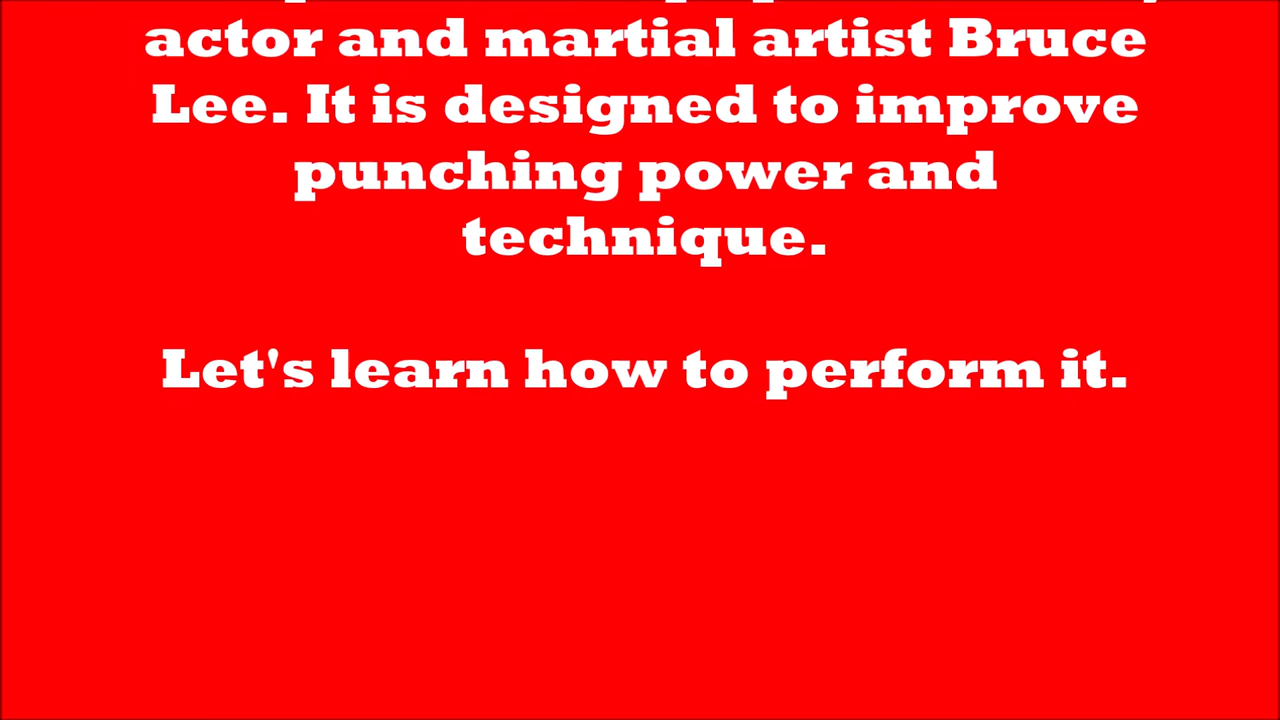 actor and martial artist Bruce
Lee. It is designed to improve
punching power and
technique.
Let's learn how to perform it.